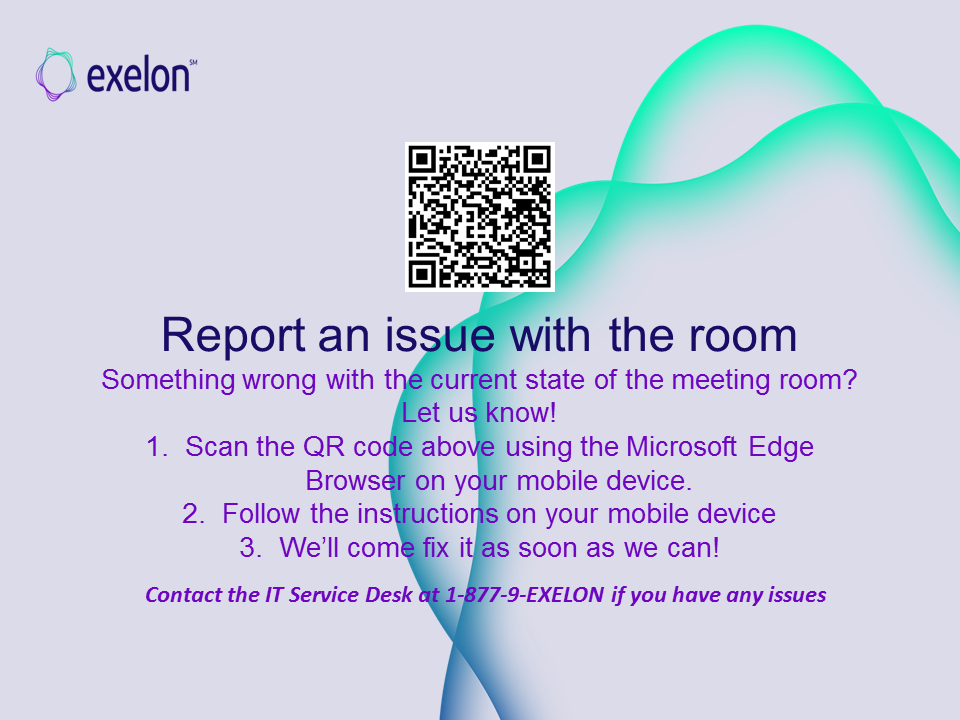 exelon℠
Report an issue with the room
Something wrong with the current state of the meeting room?
Let us know!
1. Scan the QR code above using the Microsoft Edge
Browser on your mobile device.
2. Follow the instructions on your mobile device
3. We’ll come fix it as soon as we can!
Contact the IT Service Desk at 1-877-9-EXELON if you have any issues